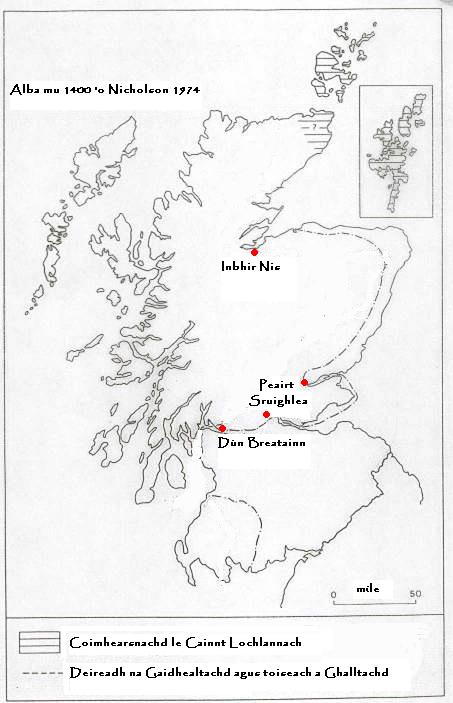 Alba mu 1400 'o Nicholson 1974
Inbhir Nis
Peairt
Sruighlea
Dùn Breatainn
mile
0 50
Coimhearsnachd le Cainnt Lochlannach
Deireadh na Gaidhealtachd agus toiseach a Ghalltachd